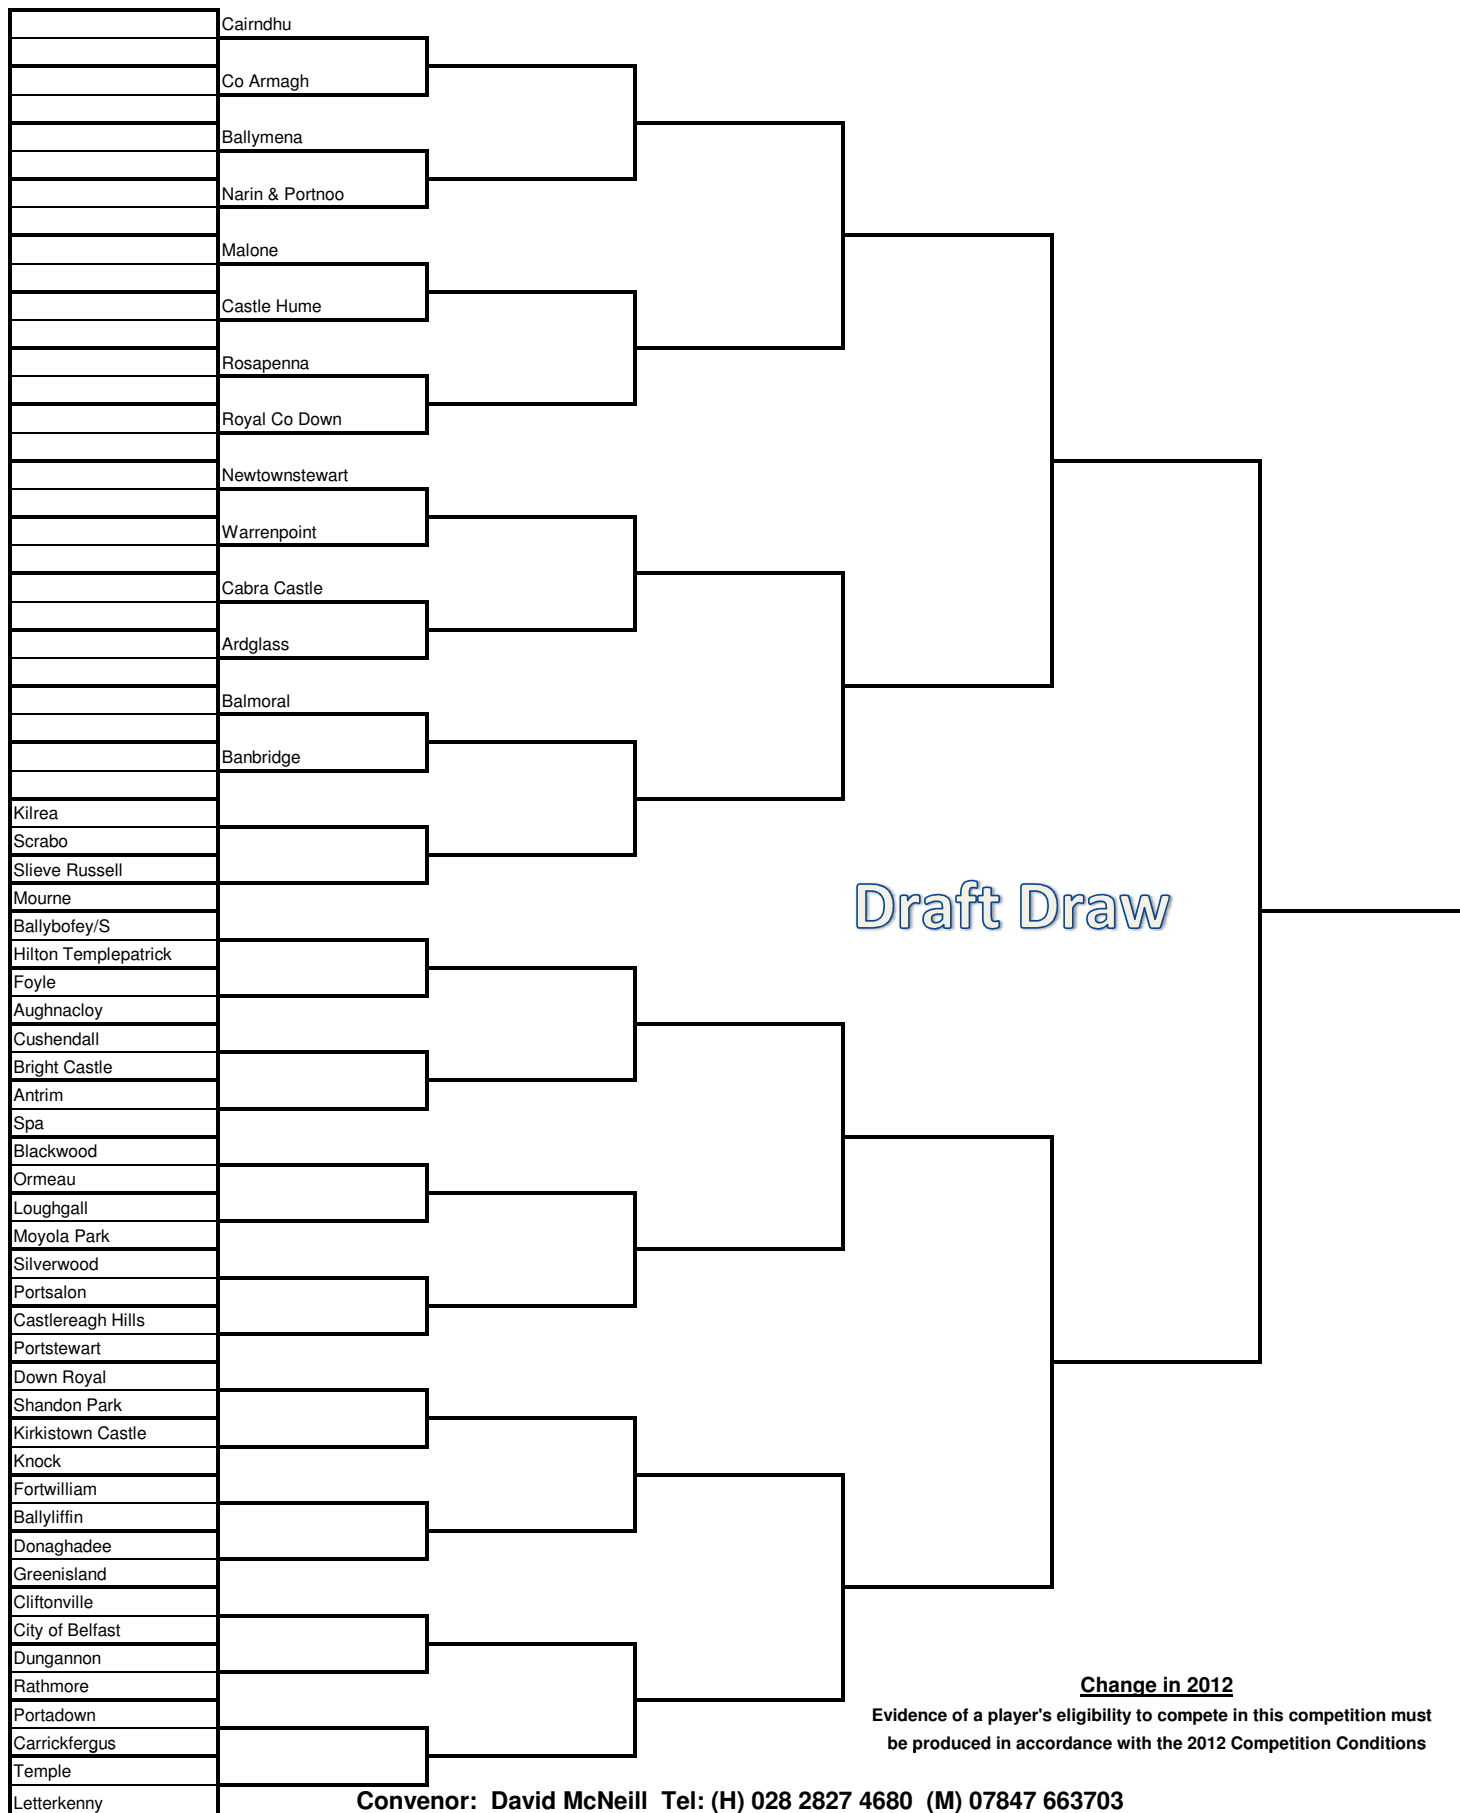 Cairndhu
Co Armagh
Ballymena
Narin & Portnoo
Malone
Castle Hume
Rosapenna
Royal Co Down
Newtownstewart
Warrenpoint
Cabra Castle
Ardglass
Balmoral
Banbridge
Kilrea
Scrabo
Slieve Russell
Mourne
Ballybofey/S
Hilton Templepatrick
Foyle
Aughnacloy
Cushendall
Bright Castle
Antrim
Spa
Blackwood
Ormeau
Loughgall
Moyola Park
Silverwood
Portsalon
Castlereagh Hills
Portstewart
Down Royal
Shandon Park
Kirkistown Castle
Knock
Fortwilliam
Ballyliffin
Donaghadee
Greenisland
Cliftonville
City of Belfast
Dungannon
Rathmore
Portadown
Carrickfergus
Temple
Letterkenny
Draft Draw
Change in 2012
Evidence of a player's eligibility to compete in this competition must
be produced in accordance with the 2012 Competition Conditions
Convenor: David McNeill Tel: (H) 028 2827 4680 (M) 07847 663703